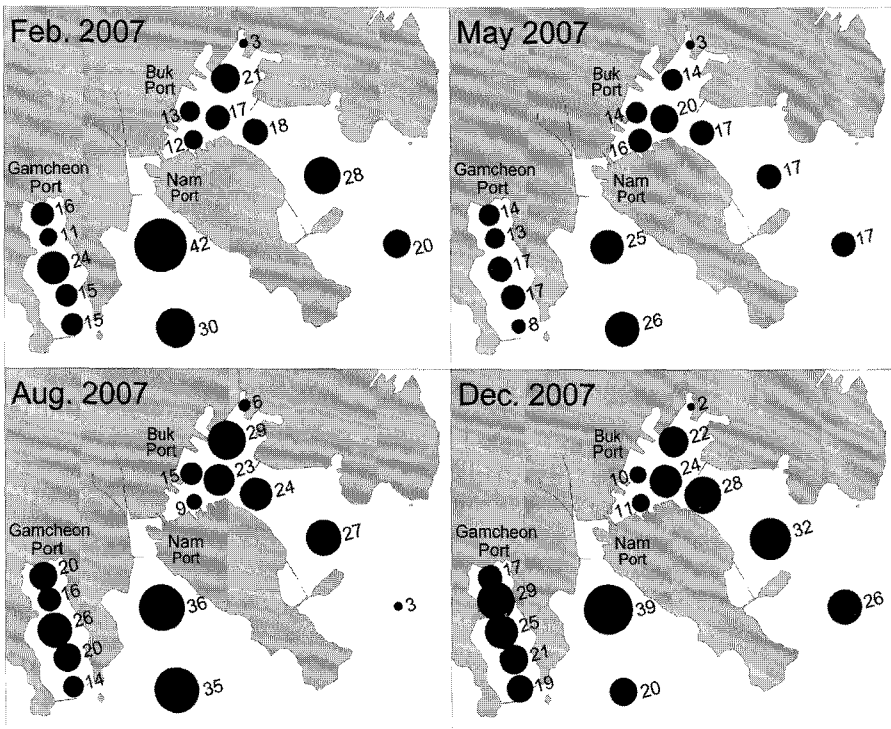 Feb. 2007
3
Buk
Port
21
13
17
18
12
Gamcheon
Port
Nam
Port
28
16
11
42
20
24
15
15
30
May 2007
3
Buk
Port
14
14
20
17
16
Gamcheon
Port
Nam
Port
17
14
13
25
17
17
17
8
26
Aug. 2007
6
Buk
Port
29
15
23
24
9
Gamcheon
Port
Nam
Port
27
20
16
36
3
26
20
14
35
Dec. 2007
2
Buk
Port
22
10
24
28
11
Gamcheon
Port
Nam
Port
32
17
29
39
26
25
21
19
20